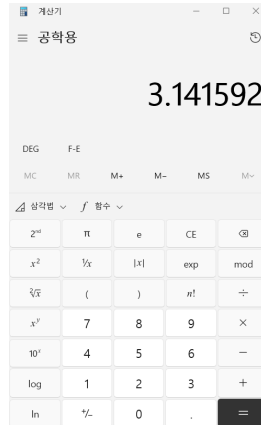 계산기
공학용
3.141592
DEG F-E
MC MR M+ M− MS M˅
삼각법 f 함수
2ⁿᵈ π e CE
x² ¹/x |x| exp mod
²√x ( ) n! ÷
xʸ 7 8 9 ×
10ˣ 4 5 6 −
log 1 2 3 +
ln +/− 0 . =